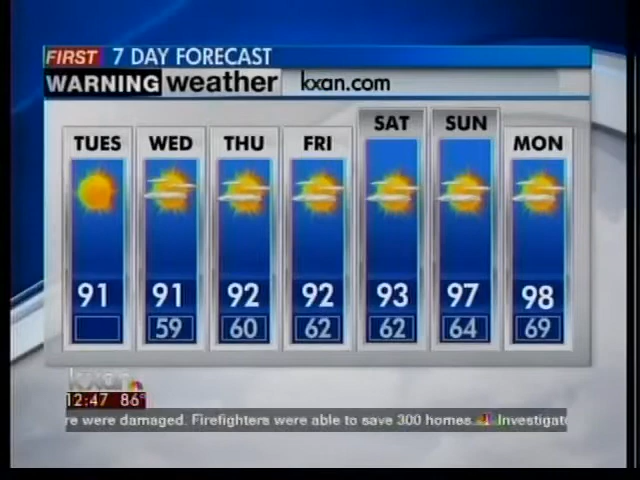 FIRST 7 DAY FORECAST
WARNING weather kxan.com
TUES WED THU FRI SAT SUN MON
91 91 92 92 93 97 98
59 60 62 62 64 69
kxan
12:47 86°
re were damaged. Firefighters were able to save 300 homes. Investigate